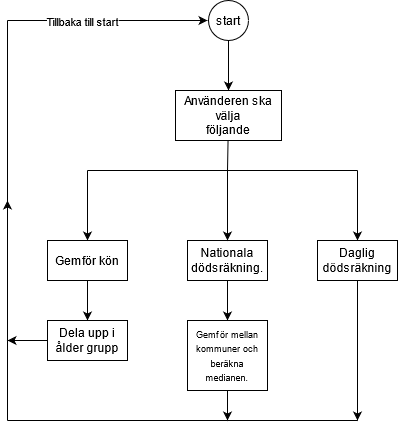 Tillbaka till start
start
Använderen ska
välja
följande
Gemför kön
Nationala
dödsräkning.
Daglig
dödsräkning
Dela upp i
ålder grupp
Gemför mellan
kommuner och
beräkna
medianen.